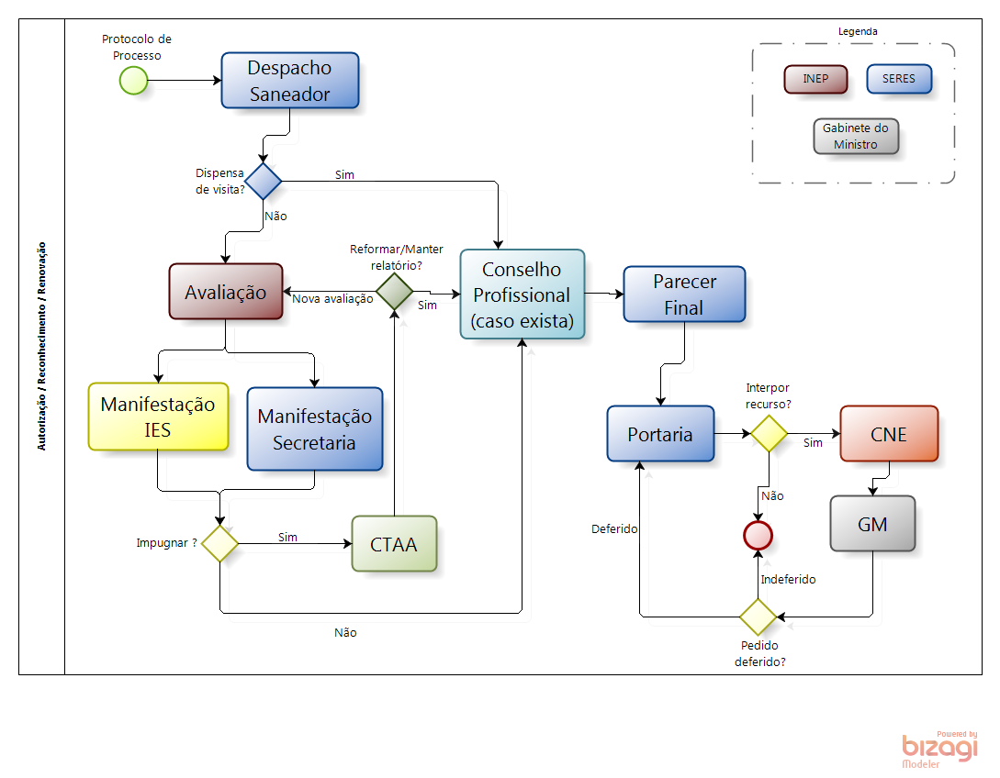 Autorização / Reconhecimento / Renovação
Protocolo de
Processo
Despacho
Saneador
Legenda
INEP
SERES
Gabinete do
Ministro
Dispensa
de visita?
Sim
Não
Reformar/Manter
relatório?
Avaliação
Nova avaliação
Sim
Conselho
Profissional
(caso exista)
Parecer
Final
Manifestação
IES
Manifestação
Secretaria
Interpor
recurso?
Portaria
Sim
CNE
Não
Impugnar ?
Sim
CTAA
Não
Deferido
GM
Indeferido
Pedido
deferido?
Powered by
bizagi
Modeler